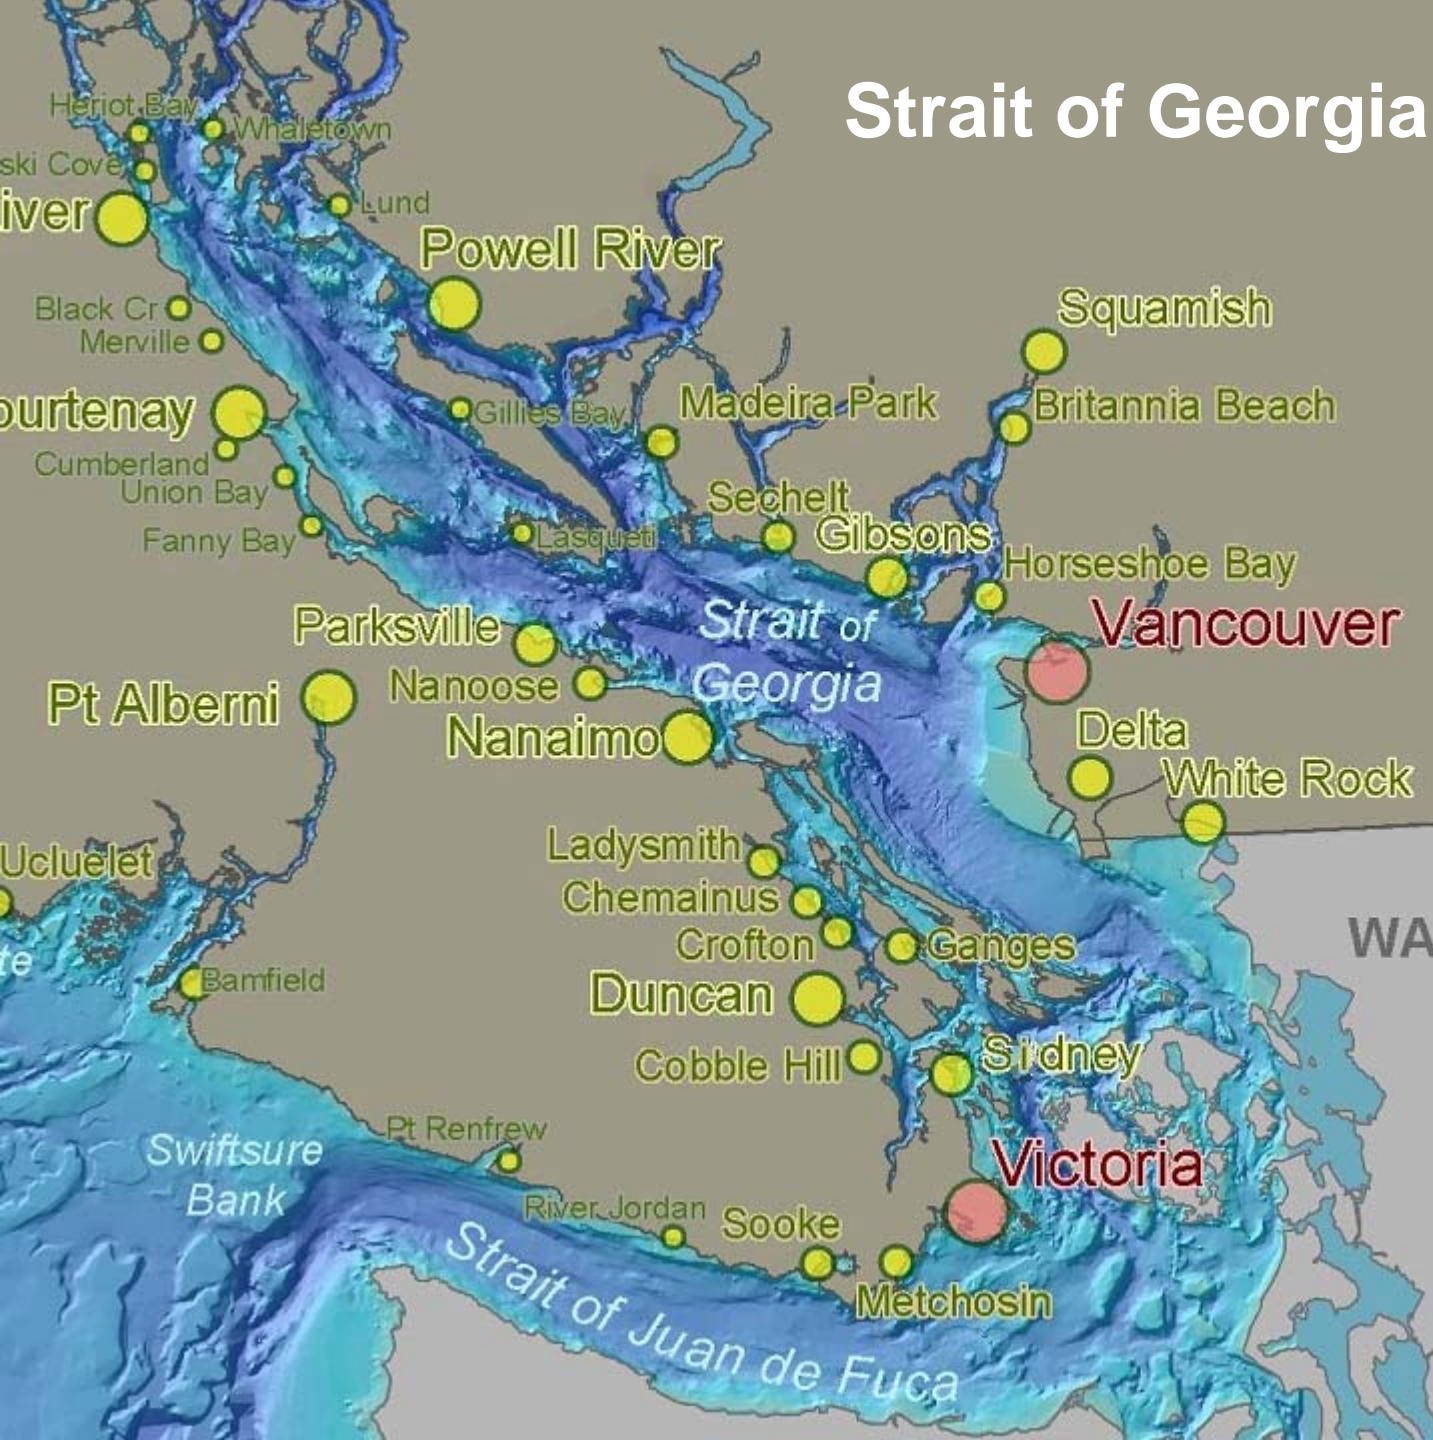 Strait of Georgia
Heriot Bay
Whaletown
ski Cove
Lund
iver
Powell River
Black Cr
Merville
Squamish
ourtenay
Gillies Bay
Madeira Park
Britannia Beach
Cumberland
Union Bay
Sechelt
Fanny Bay
Lasqueti
Gibsons
Horseshoe Bay
Strait of
Georgia
Vancouver
Parksville
Nanoose
Pt Alberni
Nanaimo
Delta
White Rock
Ladysmith
Ucluelet
Chemainus
Crofton
Ganges
WA
te
Bamfield
Duncan
Cobble Hill
Sidney
Swiftsure
Bank
Pt Renfrew
Victoria
River Jordan
Sooke
Metchosin
Strait of Juan de Fuca